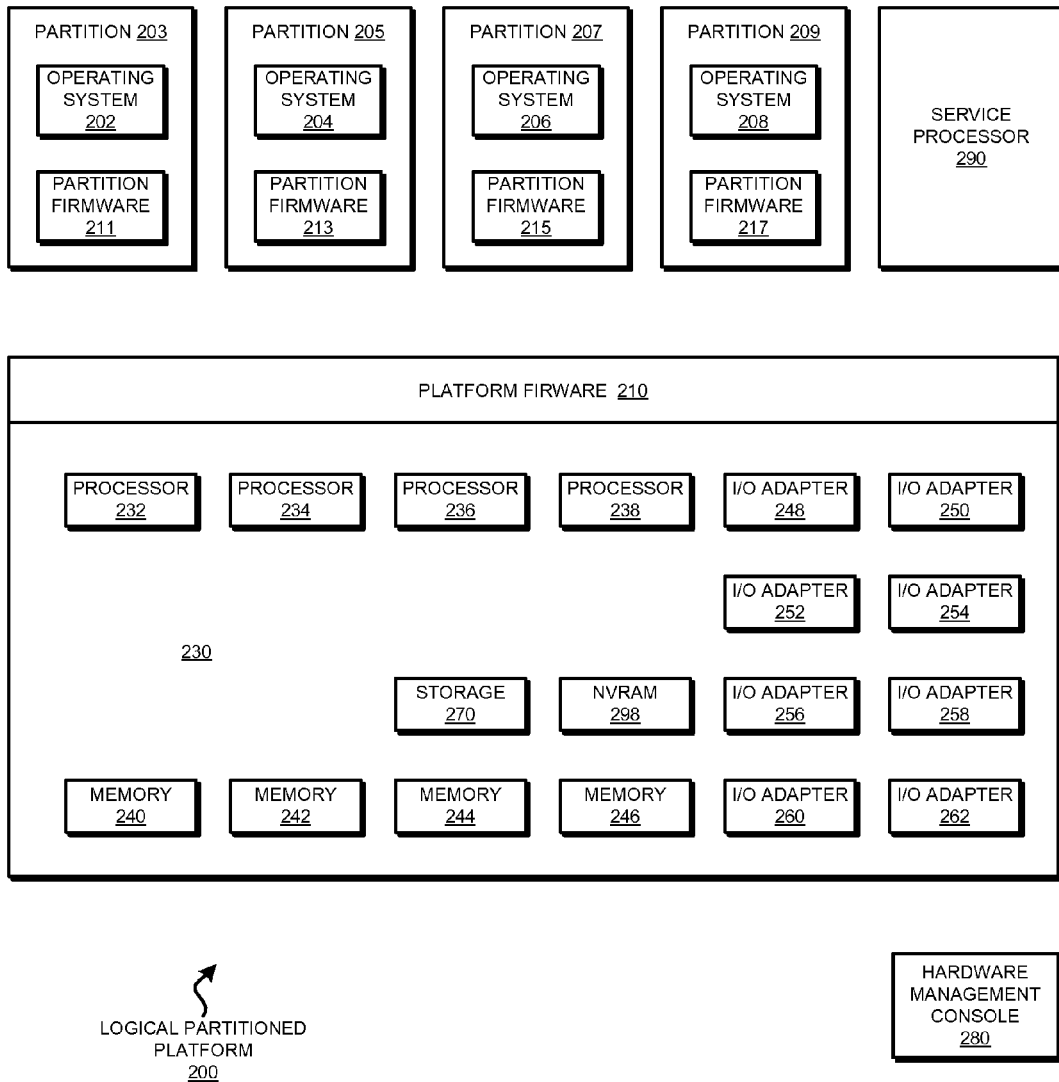 PARTITION 203
OPERATING
SYSTEM
202
PARTITION
FIRMWARE
211
PARTITION 205
OPERATING
SYSTEM
204
PARTITION
FIRMWARE
213
PARTITION 207
OPERATING
SYSTEM
206
PARTITION
FIRMWARE
215
PARTITION 209
OPERATING
SYSTEM
208
PARTITION
FIRMWARE
217
SERVICE
PROCESSOR
290
PLATFORM FIRWARE 210
PROCESSOR
232
PROCESSOR
234
PROCESSOR
236
PROCESSOR
238
I/O ADAPTER
248
I/O ADAPTER
250
I/O ADAPTER
252
I/O ADAPTER
254
230
STORAGE
270
NVRAM
298
I/O ADAPTER
256
I/O ADAPTER
258
MEMORY
240
MEMORY
242
MEMORY
244
MEMORY
246
I/O ADAPTER
260
I/O ADAPTER
262
LOGICAL PARTITIONED
PLATFORM
200
HARDWARE
MANAGEMENT
CONSOLE
280